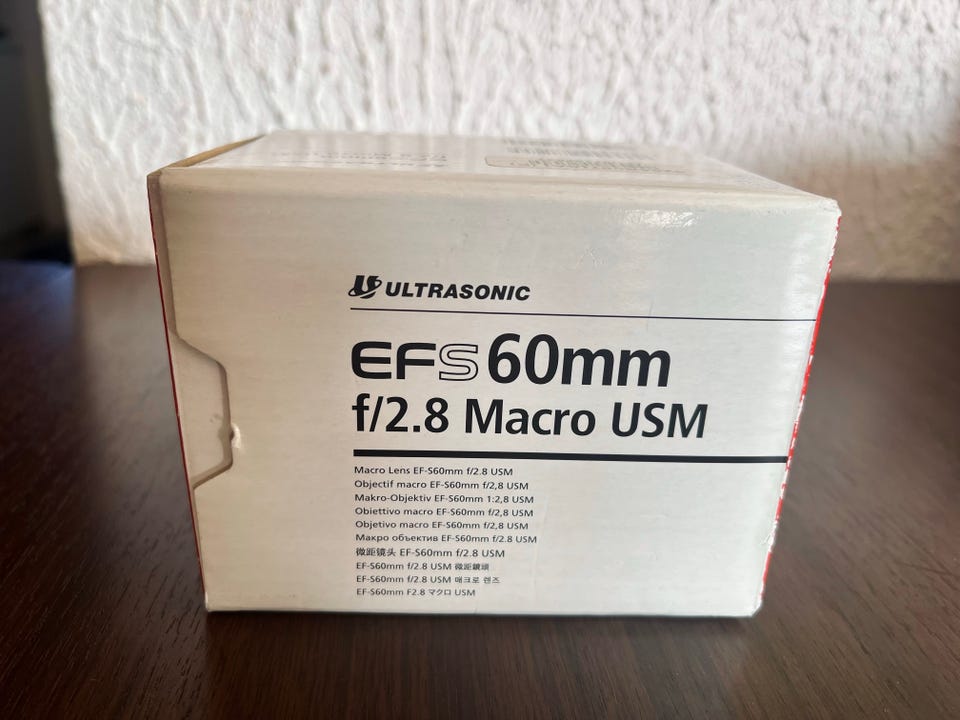 ULTRASONIC
EFS60mm
f/2.8 Macro USM
Macro Lens EF-S60mm f/2.8 USM
Objectif macro EF-S60mm f/2,8 USM
Makro-Objektiv EF-S60mm 1:2,8 USM
Obiettivo macro EF-S60mm f/2,8 USM
Objetivo macro EF-S60mm f/2,8 USM
Макро объектив EF-S60mm f/2.8 USM
微距镜头 EF-S60mm f/2.8 USM
EF-S60mm f/2.8 USM 微距鏡頭
EF-S60mm f/2.8 USM 매크로 렌즈
EF-S60mm F2.8 マクロ USM